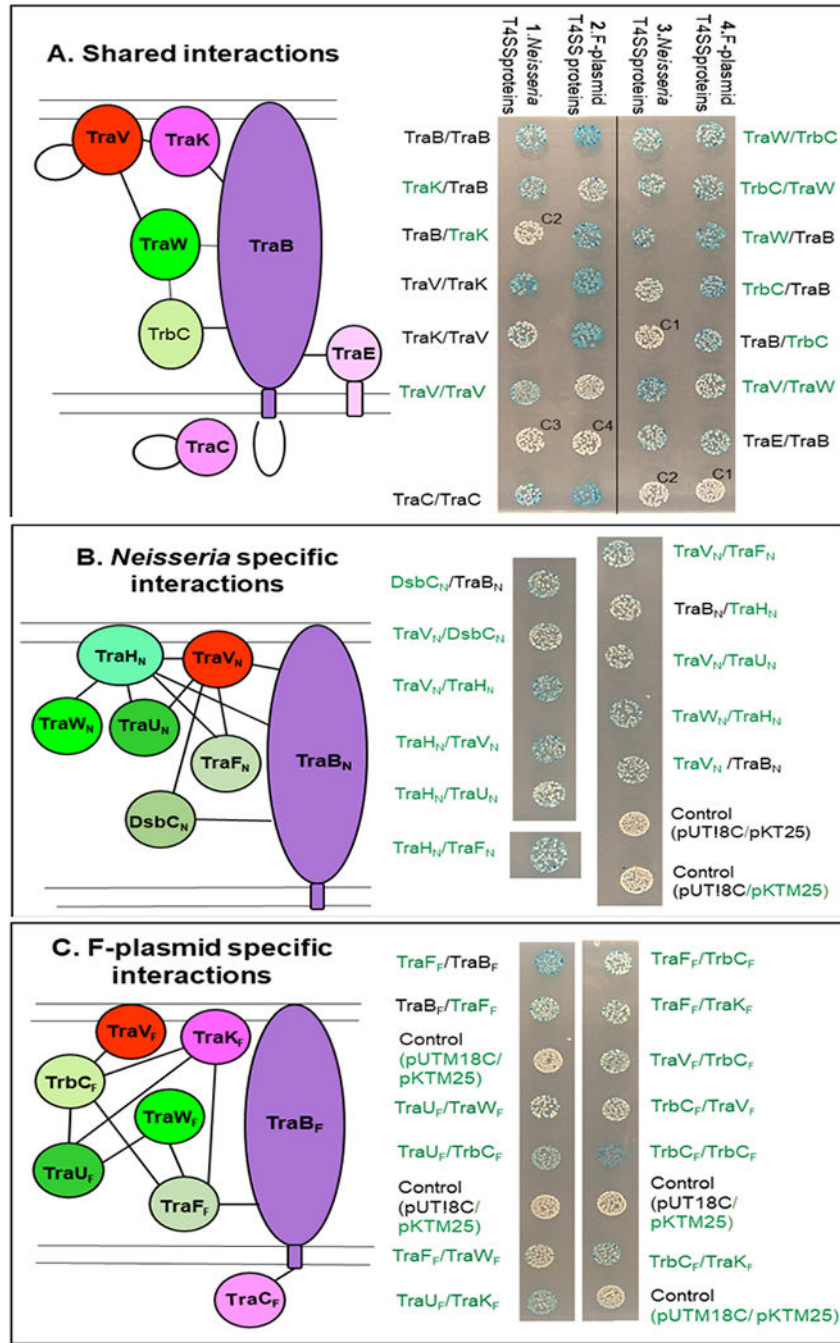 A. Shared interactions
TraV
TraK
TraW
TraB
TrbC
TraE
TraC
1.Neisseria
T4SSproteins
2.F-plasmid
T4SS proteins
3.Neisseria
T4SSproteins
4.F-plasmid
T4SSproteins
TraB/TraB
TraK/TraB
TraB/TraK
TraV/TraK
TraK/TraV
TraV/TraV
TraC/TraC
C2
C1
C3
C4
C2
C1
TraW/TrbC
TrbC/TraW
TraW/TraB
TrbC/TraB
TraB/TrbC
TraV/TraW
TraE/TraB
B. Neisseria specific
interactions
TraHN
TraVN
TraWN
TraUN
TraFN
TraBN
DsbCN
DsbCN/TraBN
TraVN/DsbCN
TraVN/TraHN
TraHN/TraVN
TraHN/TraUN
TraHN/TraFN
TraVN/TraFN
TraBN/TraHN
TraVN/TraUN
TraWN/TraHN
TraVN /TraBN
Control
(pUT!8C/pKT25)
Control
(pUT!8C/pKTM25)
C. F-plasmid specific
interactions
TraVF
TraKF
TrbCF
TraWF
TraBF
TraUF
TraFF
TraCF
TraFF/TraBF
TraBF/TraFF
Control
(pUTM18C/
pKTM25)
TraUF/TraWF
TraUF/TrbCF
Control
(pUT!8C/
pKTM25)
TraFF/TraWF
TraUF/TraKF
TraFF/TrbCF
TraFF/TraKF
TraVF/TrbCF
TrbCF/TraVF
TrbCF/TrbCF
Control
(pUT18C/
pKTM25)
TrbCF/TraKF
Control
(pUTM18C/pKTM25)